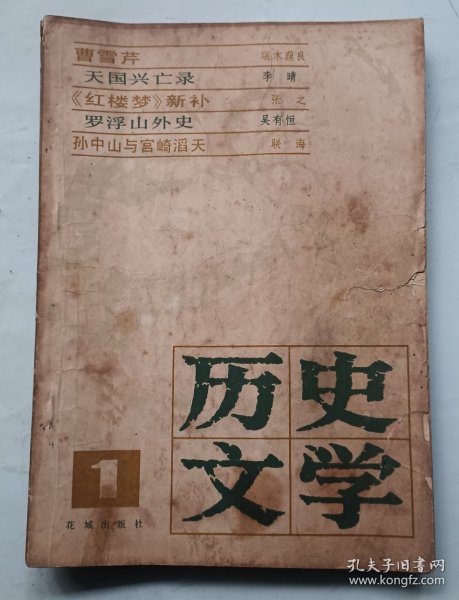 曹雪芹 端木蕻良
天国兴亡录 李晴
《红楼梦》新补 张之
罗浮山外史 吴有恒
孙中山与宫崎滔天 联海
历史
文学
1
花城出版社
孔夫子旧书网
www.kongfz.com